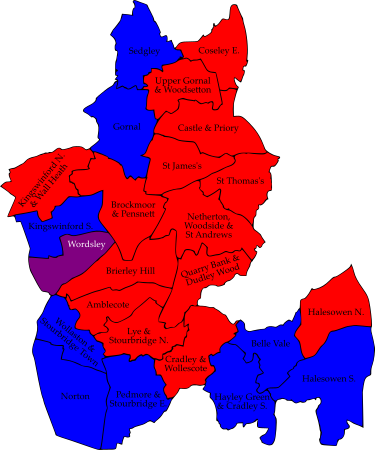 Sedgley
Coseley E.
Upper Gornal
& Woodsetton
Gornal
Castle & Priory
St James's
St Thomas's
Kingswinford N.
& Wall Heath
Brockmoor
& Pensnett
Netherton,
Woodside &
St Andrews
Kingswinford S.
Wordsley
Brierley Hill
Quarry Bank &
Dudley Wood
Amblecote
Halesowen N.
Lye &
Stourbridge N.
Wollaston &
Stourbridge Town
Belle Vale
Cradley &
Wollescote
Halesowen S.
Norton
Pedmore &
Stourbridge E.
Hayley Green
& Cradley S.